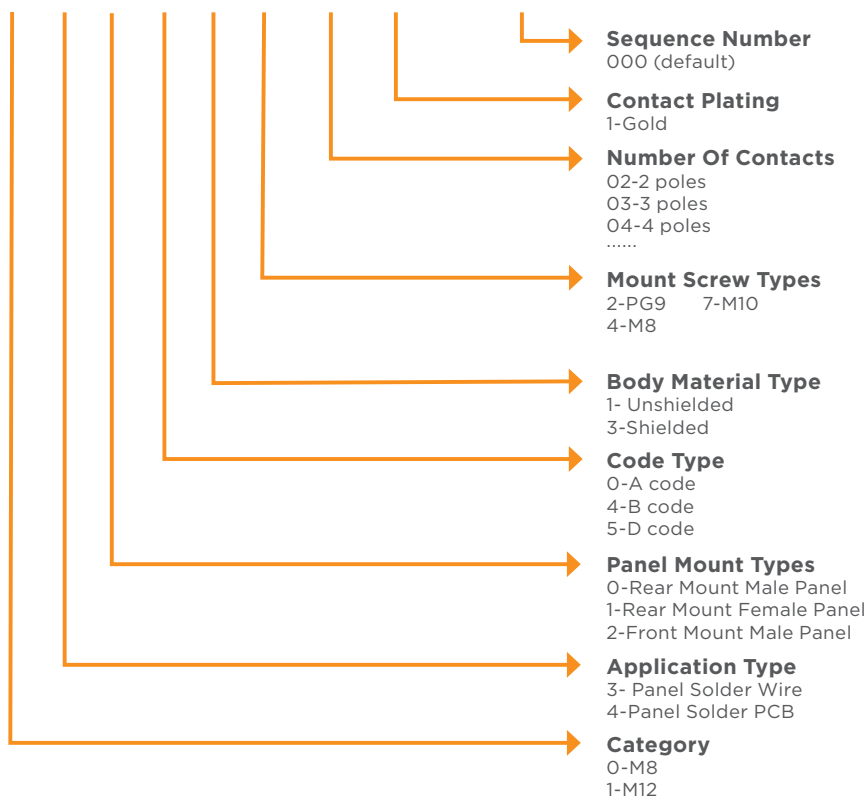 Sequence Number
000 (default)
Contact Plating
1-Gold
Number Of Contacts
02-2 poles
03-3 poles
04-4 poles
......
Mount Screw Types
2-PG9 7-M10
4-M8
Body Material Type
1- Unshielded
3-Shielded
Code Type
0-A code
4-B code
5-D code
Panel Mount Types
0-Rear Mount Male Panel
1-Rear Mount Female Panel
2-Front Mount Male Panel
Application Type
3- Panel Solder Wire
4-Panel Solder PCB
Category
0-M8
1-M12